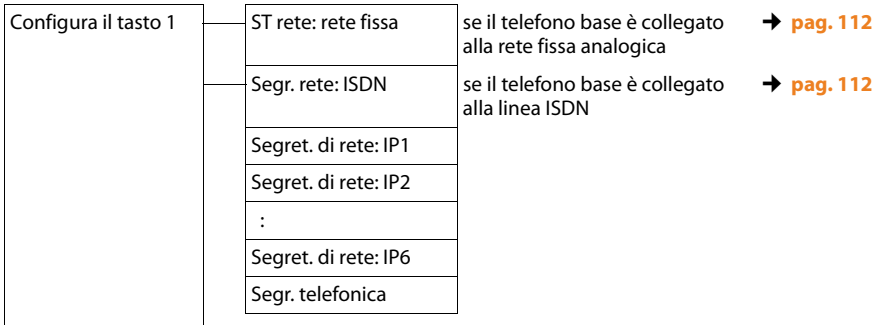 Configura il tasto 1 ST rete: rete fissa se il telefono base è collegato ➔ pag. 112
alla rete fissa analogica
Segr. rete: ISDN se il telefono base è collegato ➔ pag. 112
alla linea ISDN
Segret. di rete: IP1
Segret. di rete: IP2
:
Segret. di rete: IP6
Segr. telefonica